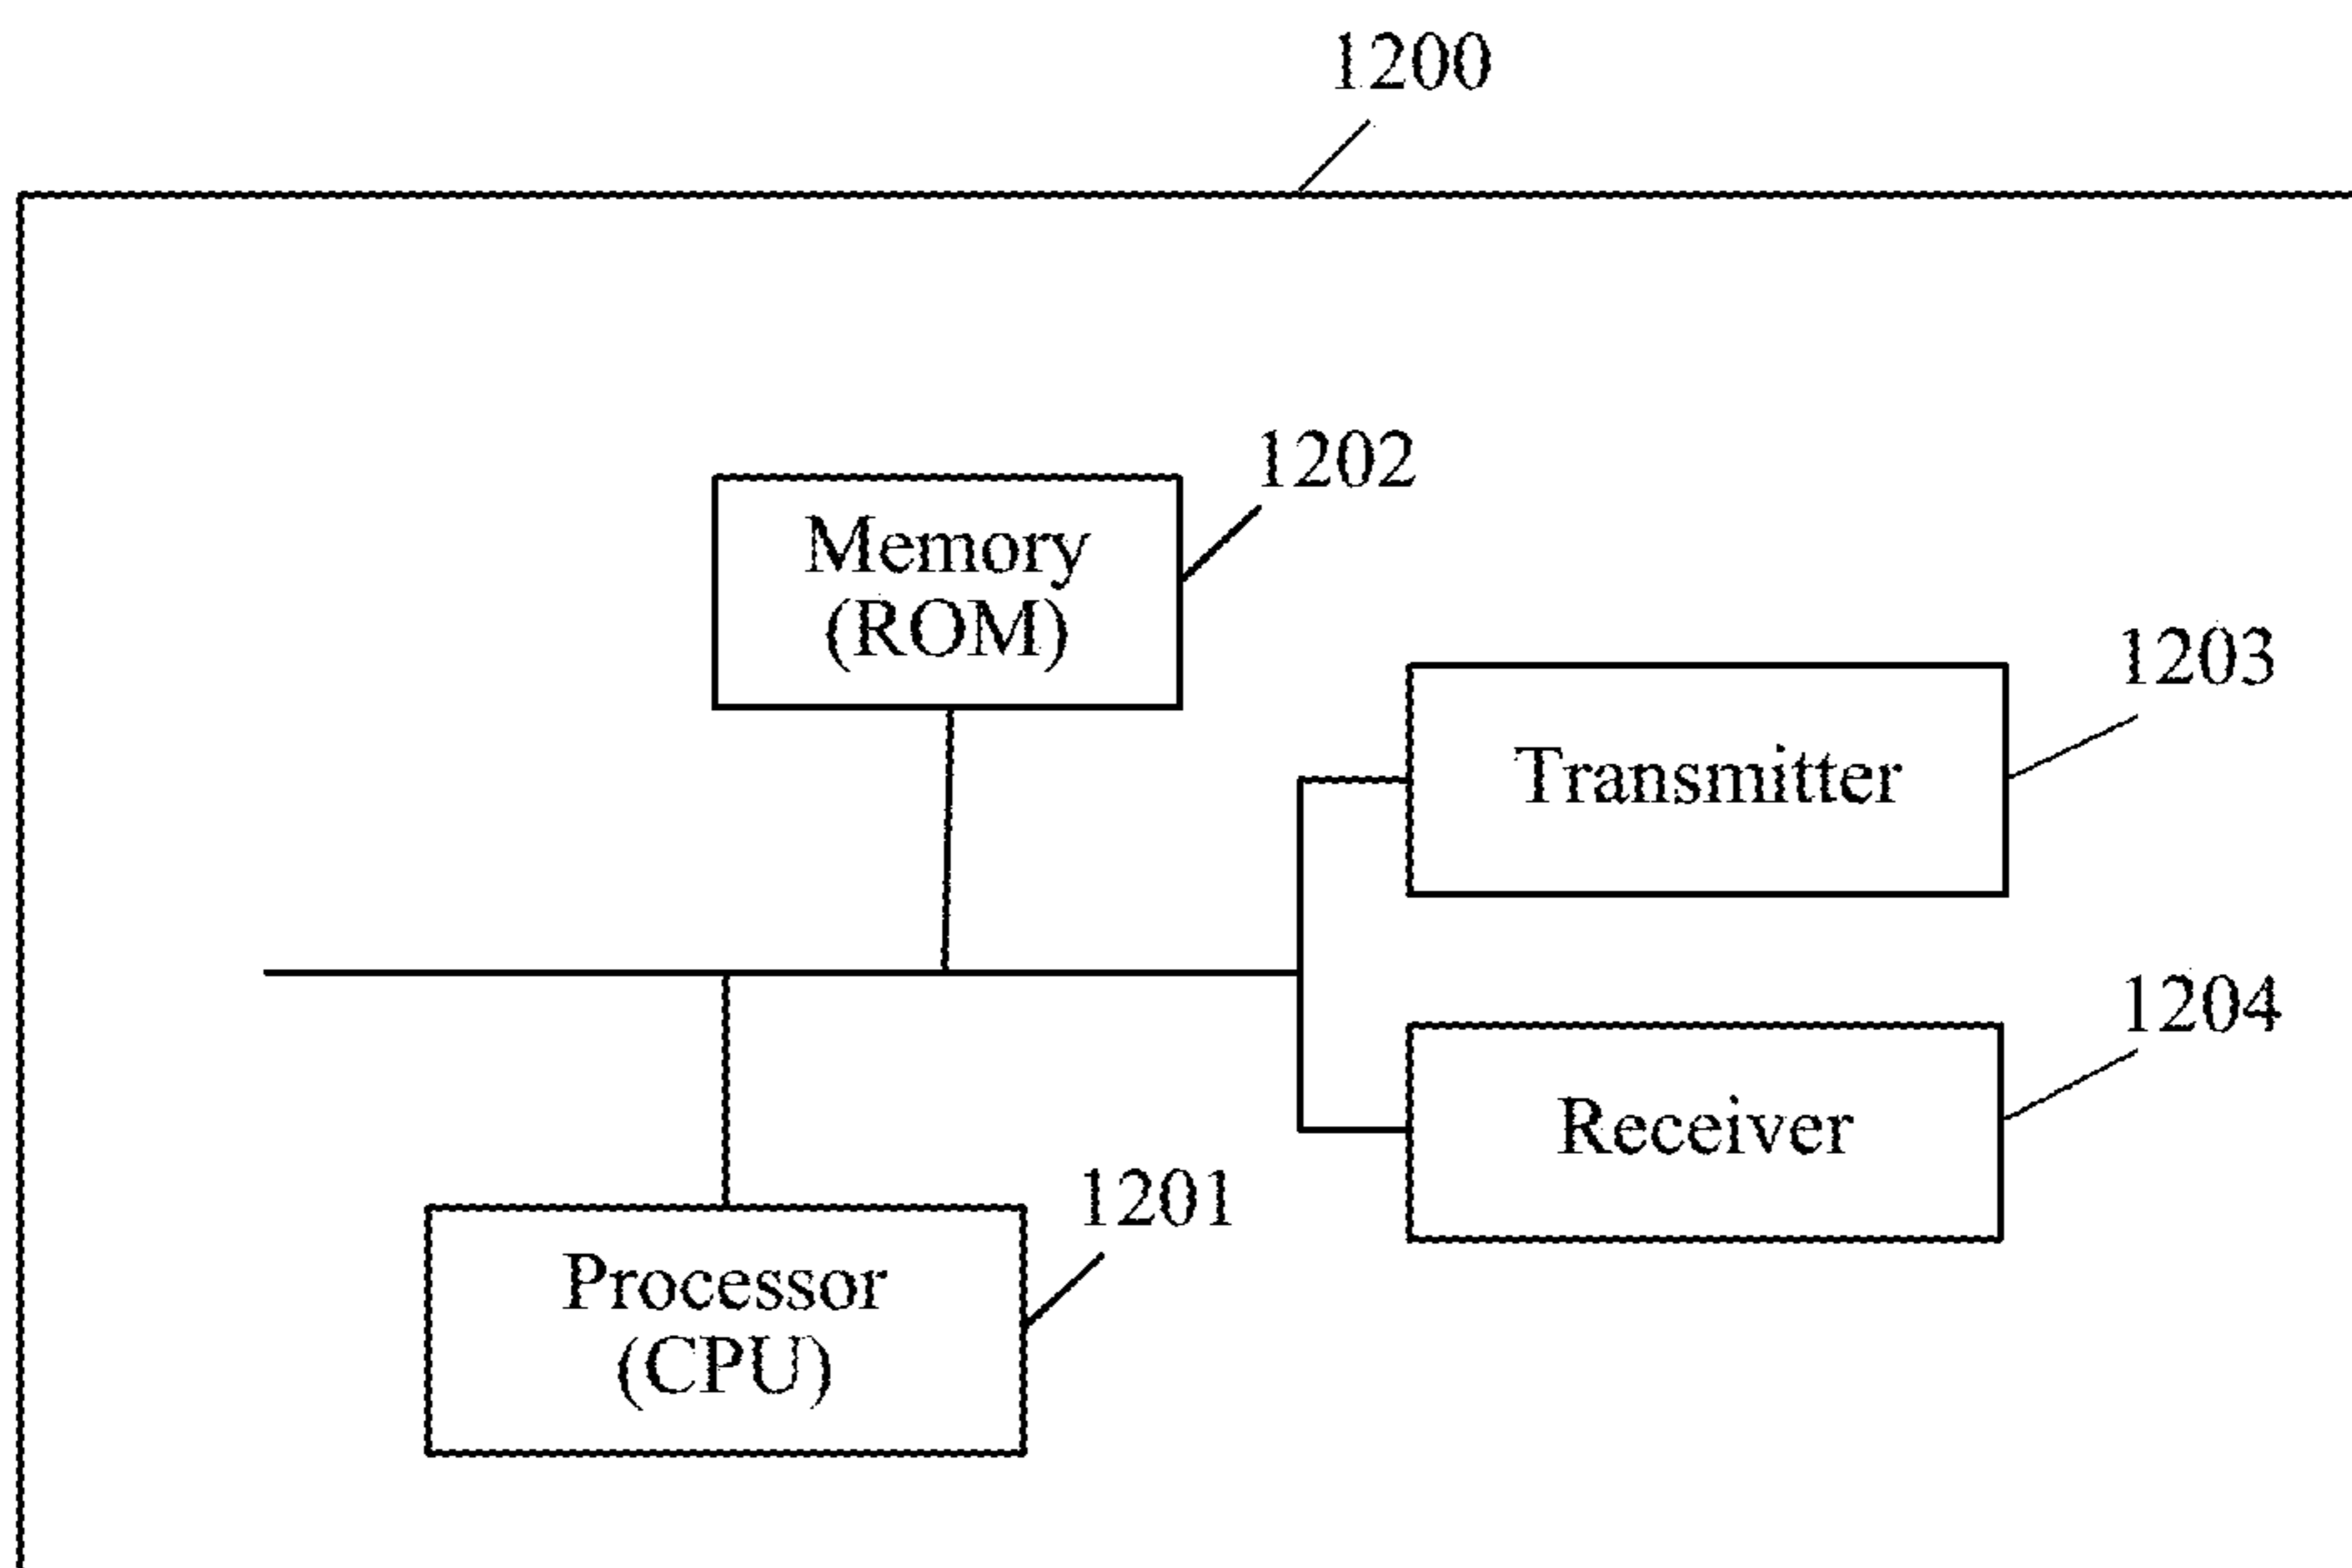 1200
1202
Memory
(ROM)
1203
Transmitter
1204
Receiver
1201
Processor
(CPU)